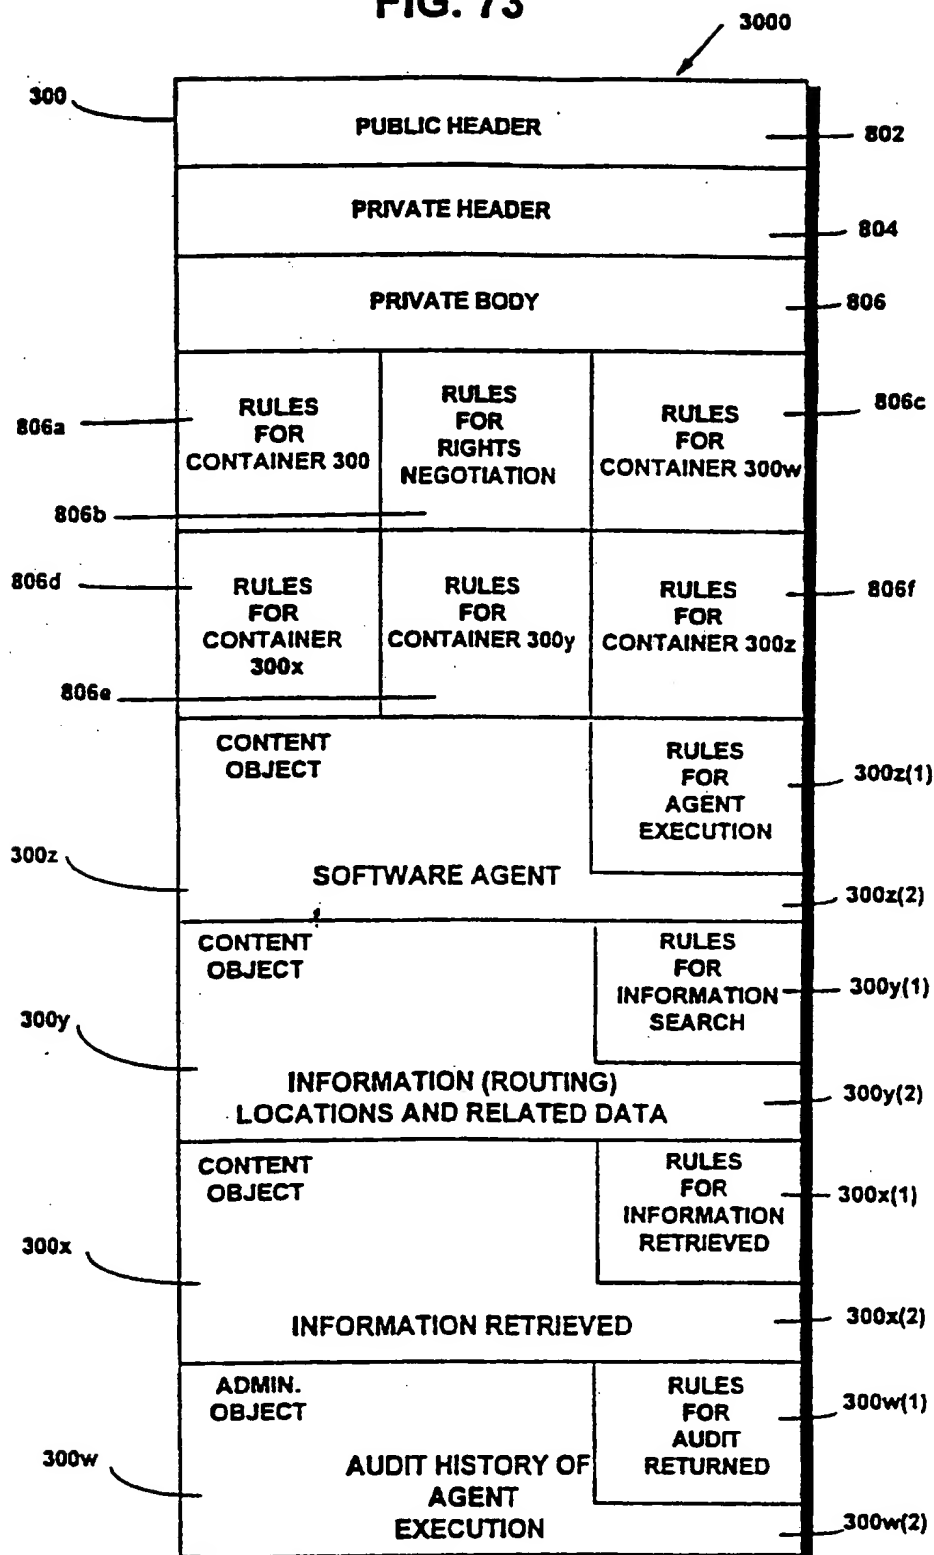 FIG. 73
3000
300
PUBLIC HEADER
802
PRIVATE HEADER
804
PRIVATE BODY
806
806a
RULES
FOR
CONTAINER 300
806b
RULES
FOR
RIGHTS
NEGOTIATION
RULES
FOR
CONTAINER 300w
806c
806d
RULES
FOR
CONTAINER
300x
806e
RULES
FOR
CONTAINER 300y
RULES
FOR
CONTAINER 300z
806f
CONTENT
OBJECT
RULES
FOR
AGENT
EXECUTION
300z(1)
300z
SOFTWARE AGENT
300z(2)
CONTENT
OBJECT
RULES
FOR
INFORMATION
SEARCH
300y(1)
300y
INFORMATION (ROUTING)
LOCATIONS AND RELATED DATA
300y(2)
CONTENT
OBJECT
RULES
FOR
INFORMATION
RETRIEVED
300x(1)
300x
INFORMATION RETRIEVED
300x(2)
ADMIN.
OBJECT
RULES
FOR
AUDIT
RETURNED
300w(1)
300w
AUDIT HISTORY OF
AGENT
EXECUTION
300w(2)